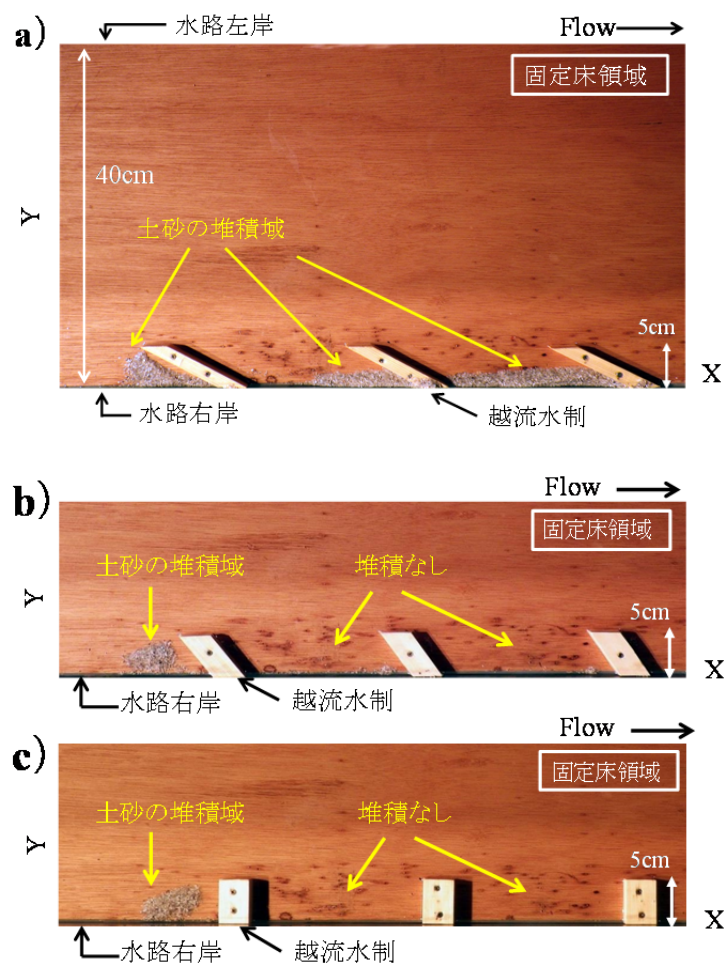 a)
水路左岸
Flow
固定床領域
40cm
Y
土砂の堆積域
5cm
X
水路右岸
越流水制
b)
Flow
固定床領域
土砂の堆積域
堆積なし
Y
5cm
X
水路右岸
越流水制
c)
Flow
固定床領域
土砂の堆積域
堆積なし
Y
5cm
X
水路右岸
越流水制